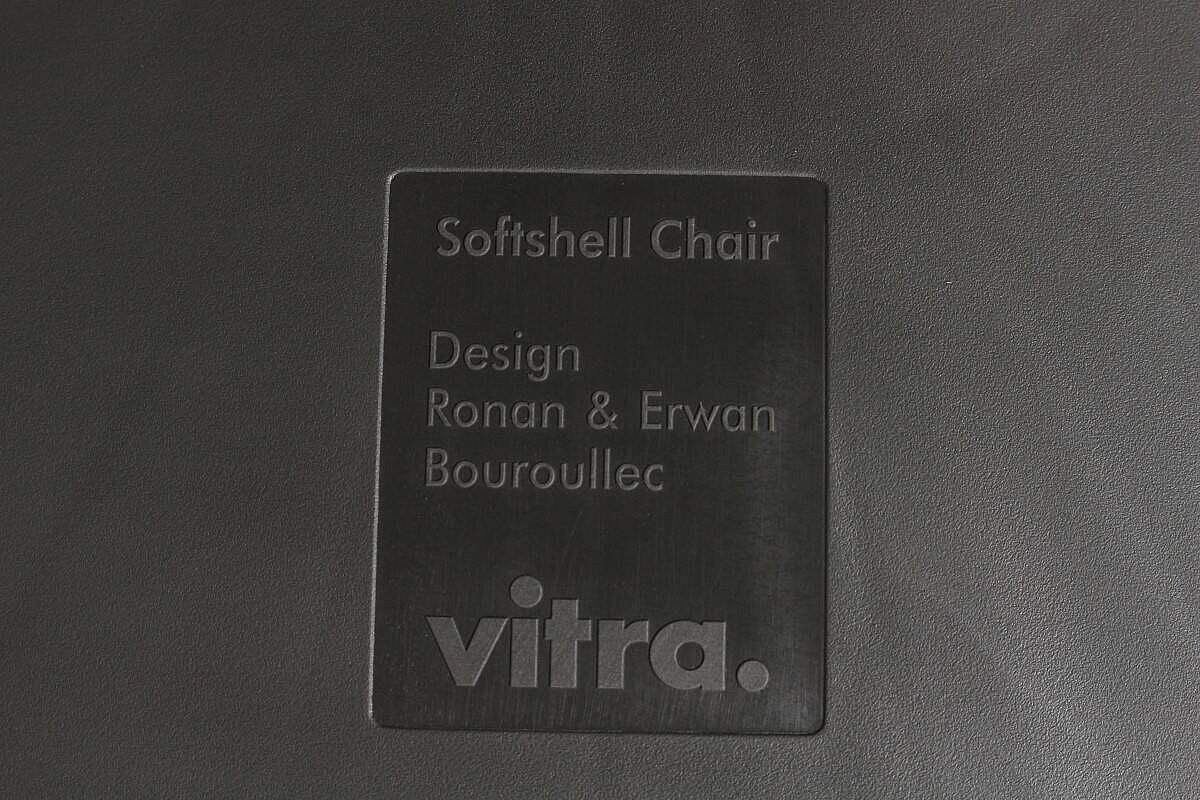 Softshell Chair
Design
Ronan & Erwan
Bouroullec
vitra.